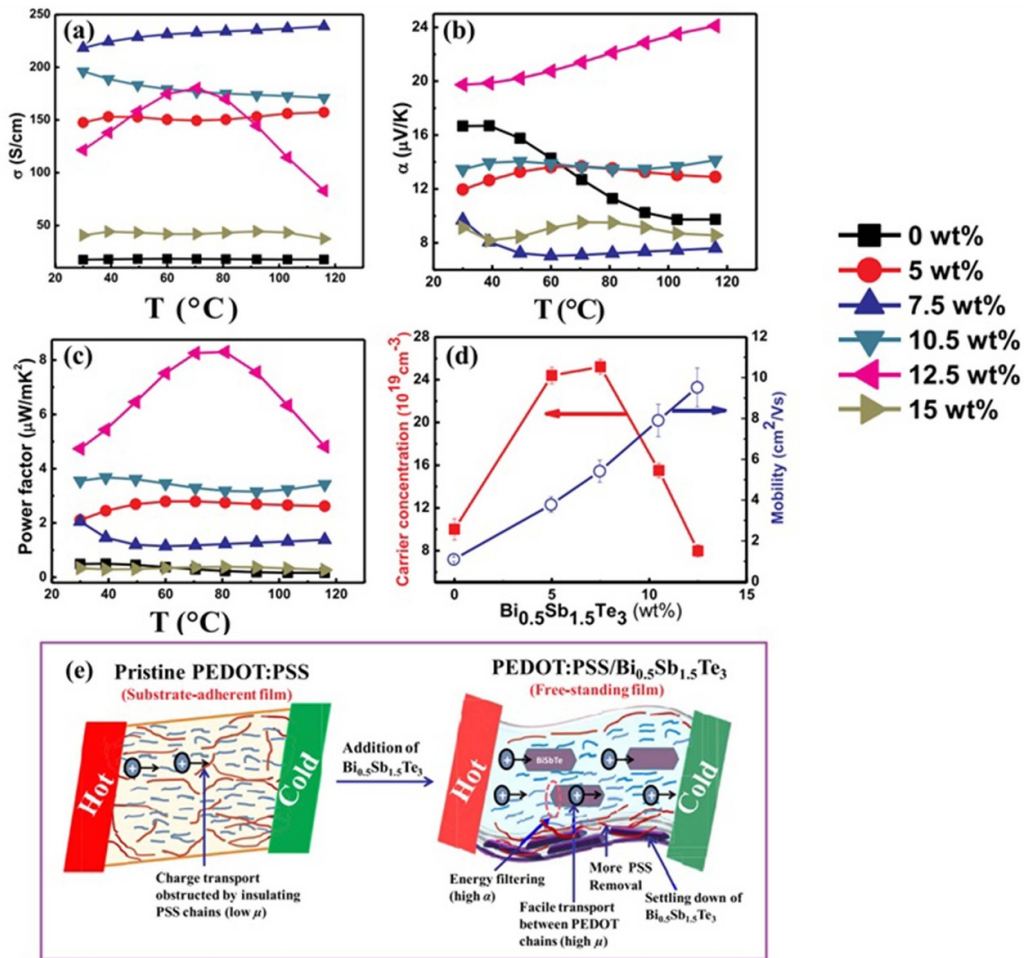 (a)
250
200
150
100
50
σ (S/cm)
20 40 60 80 100 120
T (°C)
(b)
24
20
16
12
8
α (μV/K)
20 40 60 80 100 120
T (°C)
0 wt%
5 wt%
7.5 wt%
10.5 wt%
12.5 wt%
15 wt%
(c)
8
6
4
2
0
Power factor (μW/mK²)
20 40 60 80 100 120
T (°C)
(d)
28
24
20
16
12
8
Carrier concentration (10¹⁹cm⁻³)
12
10
8
6
4
2
0
Mobility (cm²/Vs)
0 5 10 15
Bi₀.₅Sb₁.₅Te₃ (wt%)
(e)
Pristine PEDOT:PSS
(Substrate-adherent film)
Hot
Cold
Charge transport
obstructed by insulating
PSS chains (low μ)
Addition of
Bi₀.₅Sb₁.₅Te₃
PEDOT:PSS/Bi₀.₅Sb₁.₅Te₃
(Free-standing film)
Hot
BiSbTe
Cold
Energy filtering
(high α)
Facile transport
between PEDOT
chains (high μ)
More PSS
Removal
Settling down of
Bi₀.₅Sb₁.₅Te₃